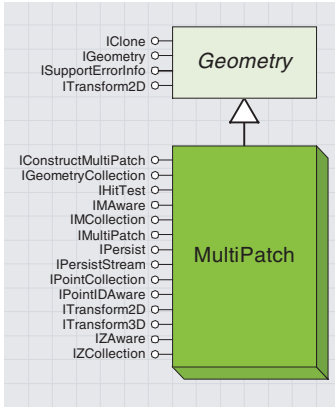 IClone
IGeometry
ISupportErrorInfo
ITransform2D
Geometry
IConstructMultiPatch
IGeometryCollection
IHitTest
IMAware
IMCollection
IMultiPatch
IPersist
IPersistStream
IPointCollection
IPointIDAware
ITransform2D
ITransform3D
IZAware
IZCollection
MultiPatch